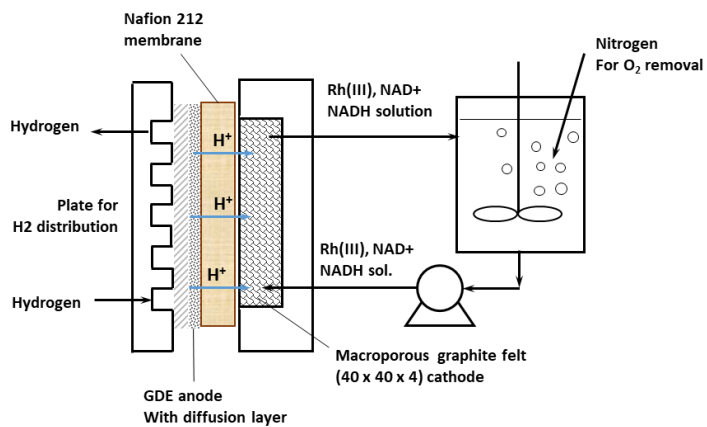 Nafion 212
membrane
Nitrogen
For O₂ removal
Rh(III), NAD+
NADH solution
Hydrogen
H⁺
Plate for
H2 distribution
H⁺
Rh(III), NAD+
NADH sol.
H⁺
Hydrogen
Macroporous graphite felt
(40 x 40 x 4) cathode
GDE anode
With diffusion layer